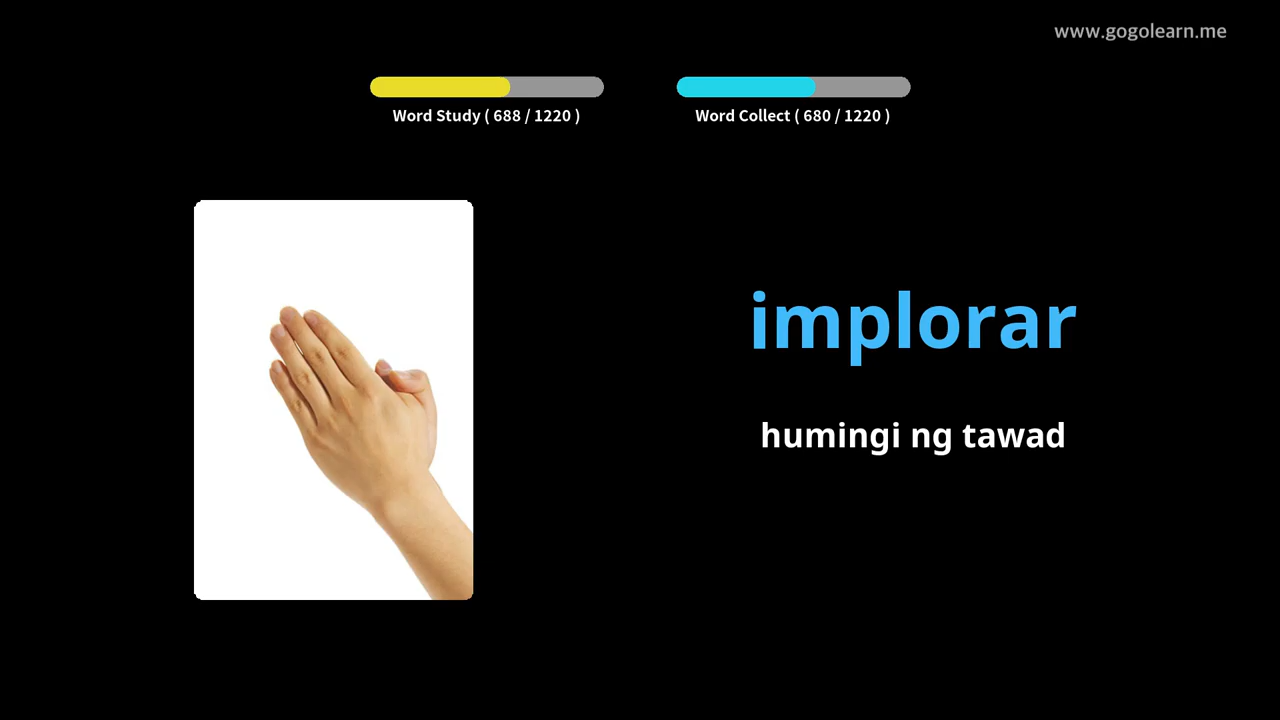 www.gogolearn.me
Word Study ( 688 / 1220 )
Word Collect ( 680 / 1220 )
implorar
humingi ng tawad